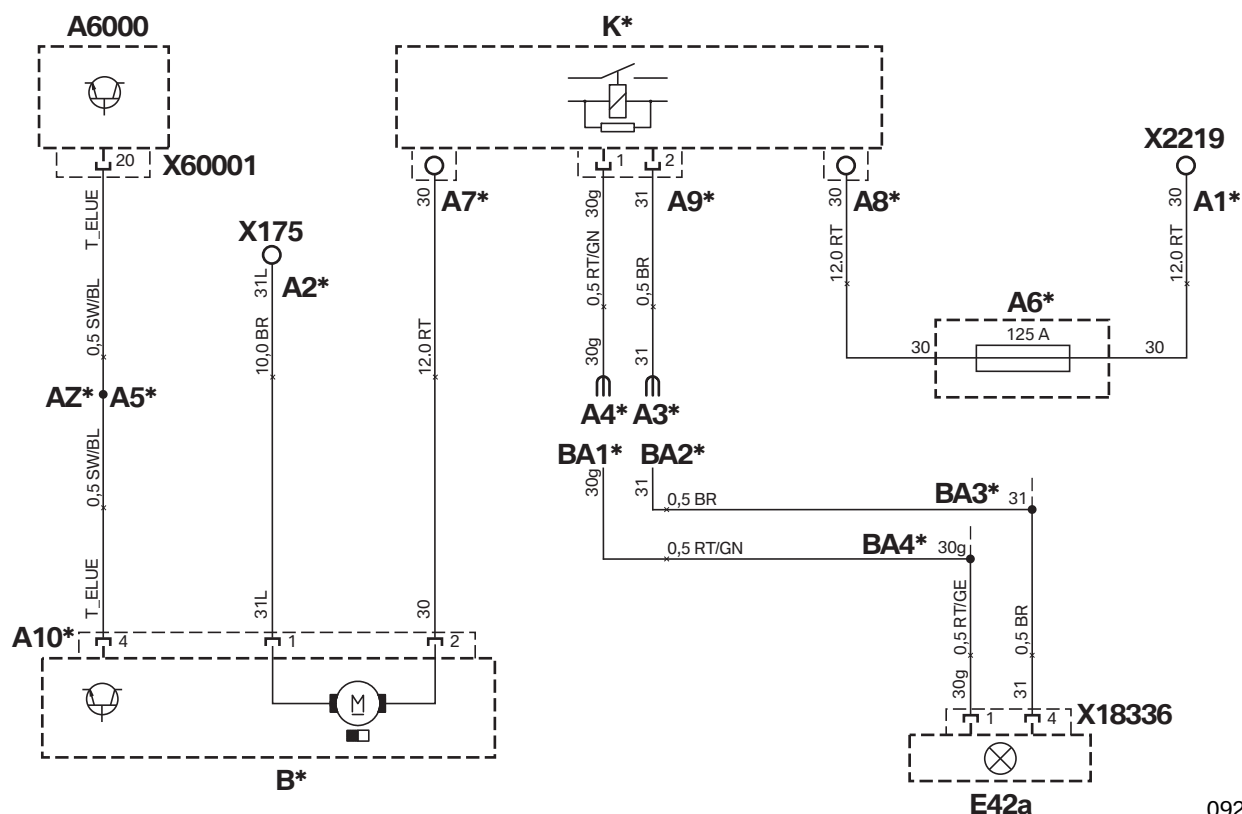 A6000
K*
20
X60001
X175
A2*
A7*
1
2
A9*
A8*
X2219
A1*
30
30g
31
30
30
T_ELUE
31L
0,5 SW/BL
10,0 BR
12.0 RT
0,5 RT/GN
0,5 BR
12.0 RT
12.0 RT
A6*
125 A
30
30
30g
31
AZ*
A5*
A4*
A3*
BA1*
BA2*
30g
31
0,5 SW/BL
0,5 BR
BA3*
31
0,5 RT/GN
BA4*
30g
T_ELUE
31L
30
0,5 RT/GE
0,5 BR
A10*
4
1
2
30g
31
M
1
4
X18336
B*
E42a
092